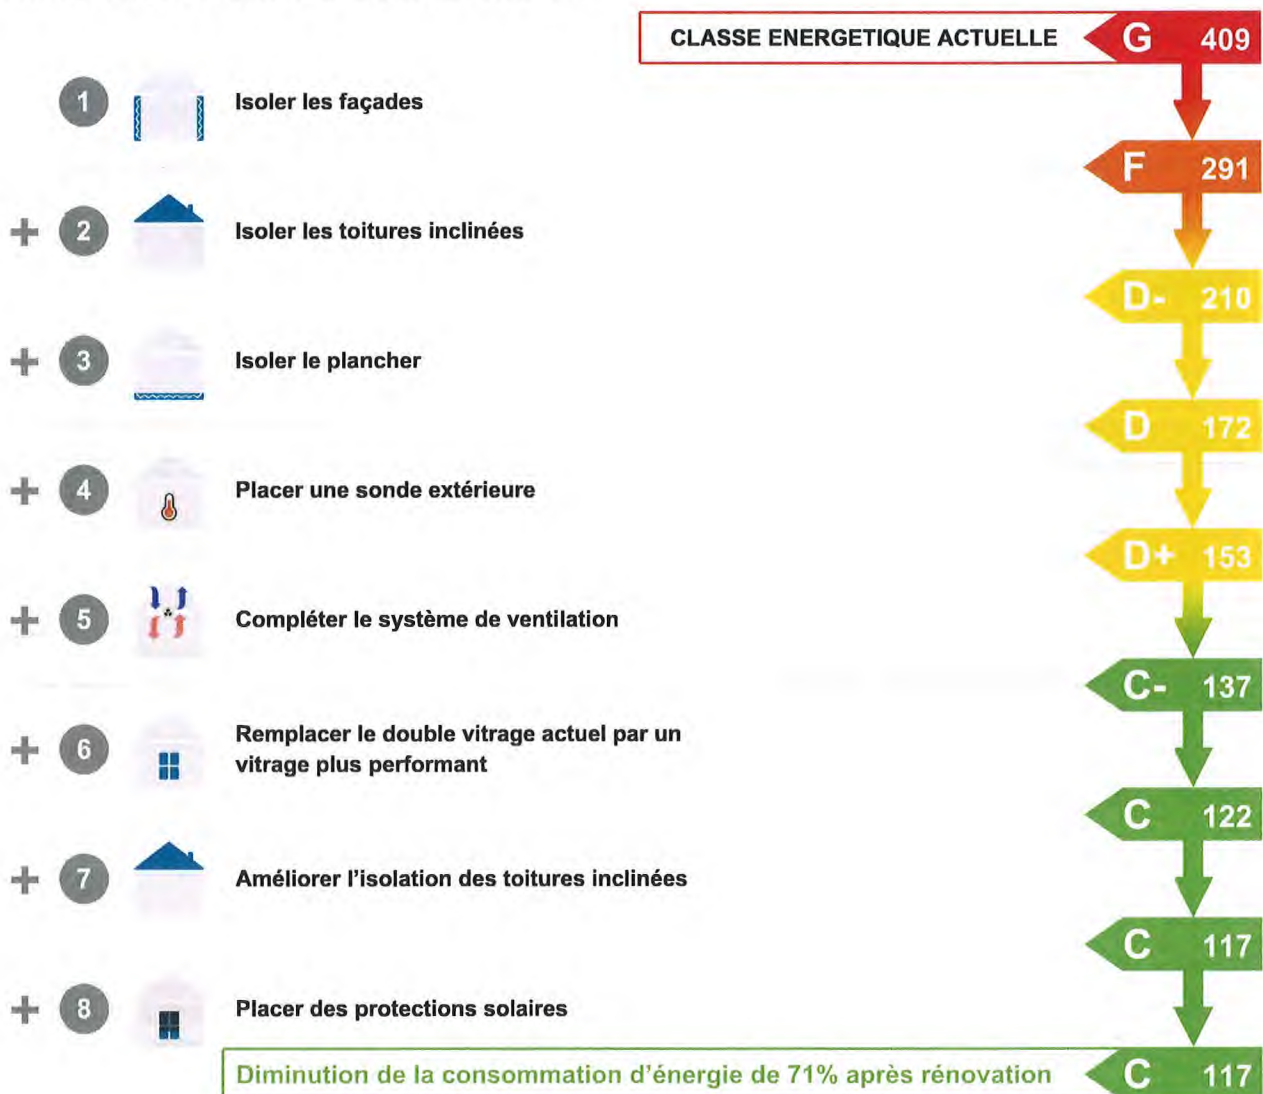 CLASSE ENERGETIQUE ACTUELLE G 409
1 Isoler les façades
F 291
+ 2 Isoler les toitures inclinées
D- 210
+ 3 Isoler le plancher
D 172
+ 4 Placer une sonde extérieure
D+ 153
+ 5 Compléter le système de ventilation
C- 137
+ 6 Remplacer le double vitrage actuel par un
vitrage plus performant
C 122
+ 7 Améliorer l'isolation des toitures inclinées
C 117
+ 8 Placer des protections solaires
Diminution de la consommation d'énergie de 71% après rénovation C 117